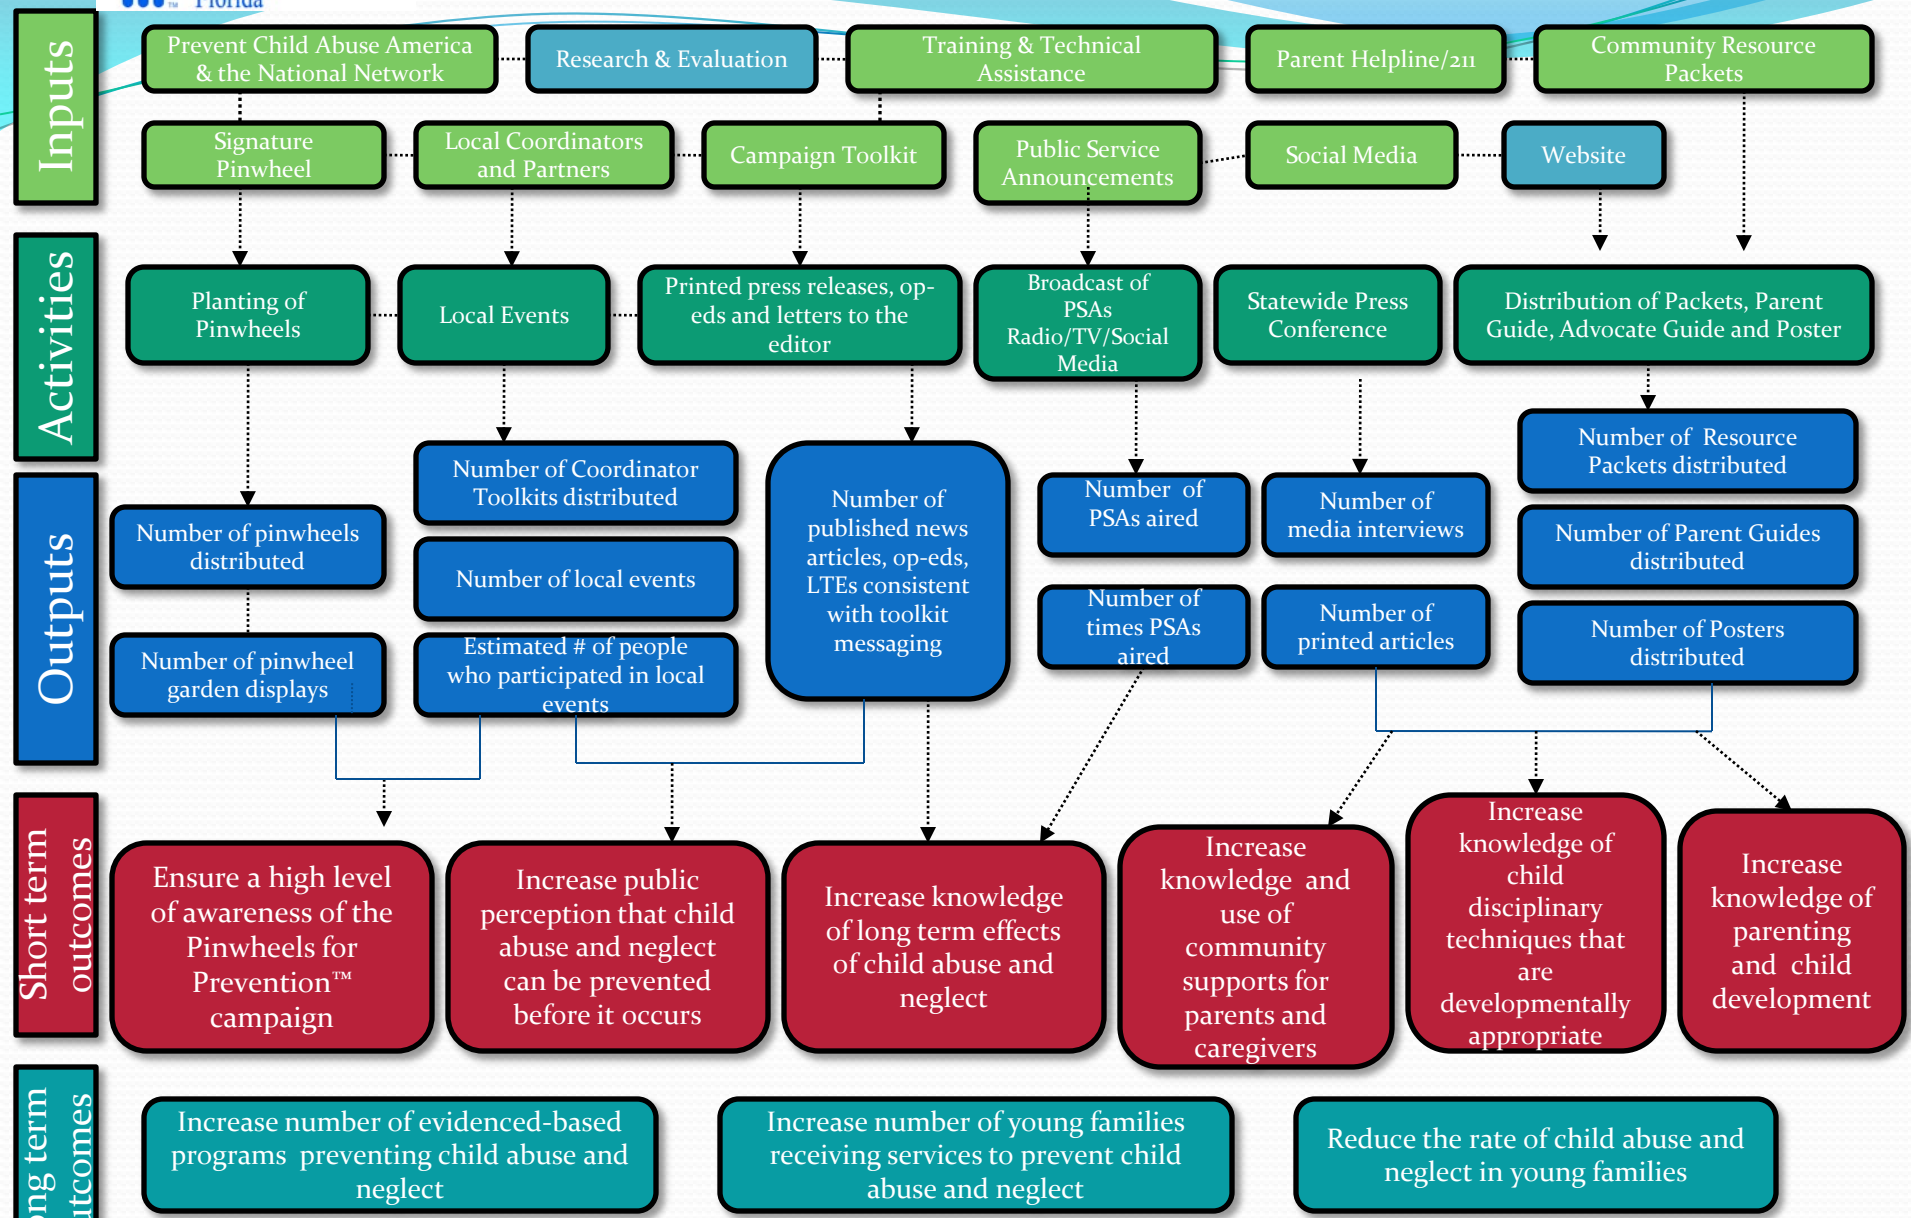 Florida
Inputs
Prevent Child Abuse America
& the National Network
Research & Evaluation
Training & Technical
Assistance
Parent Helpline/211
Community Resource
Packets
Signature
Pinwheel
Local Coordinators
and Partners
Campaign Toolkit
Public Service
Announcements
Social Media
Website
Activities
Planting of
Pinwheels
Local Events
Printed press releases, op-
eds and letters to the
editor
Broadcast of
PSAs
Radio/TV/Social
Media
Statewide Press
Conference
Distribution of Packets, Parent
Guide, Advocate Guide and Poster
Outputs
Number of pinwheels
distributed
Number of pinwheel
garden displays
Number of Coordinator
Toolkits distributed
Number of local events
Estimated # of people
who participated in local
events
Number of
published news
articles, op-eds,
LTEs consistent
with toolkit
messaging
Number of
PSAs aired
Number of
times PSAs
aired
Number of
media interviews
Number of
printed articles
Number of Resource
Packets distributed
Number of Parent Guides
distributed
Number of Posters
distributed
Short term
outcomes
Ensure a high level
of awareness of the
Pinwheels for
Prevention™
campaign
Increase public
perception that child
abuse and neglect
can be prevented
before it occurs
Increase knowledge
of long term effects
of child abuse and
neglect
Increase
knowledge and
use of
community
supports for
parents and
caregivers
Increase
knowledge of
child
disciplinary
techniques that
are
developmentally
appropriate
Increase
knowledge of
parenting
and child
development
ong term
utcomes
Increase number of evidenced-based
programs preventing child abuse and
neglect
Increase number of young families
receiving services to prevent child
abuse and neglect
Reduce the rate of child abuse and
neglect in young families